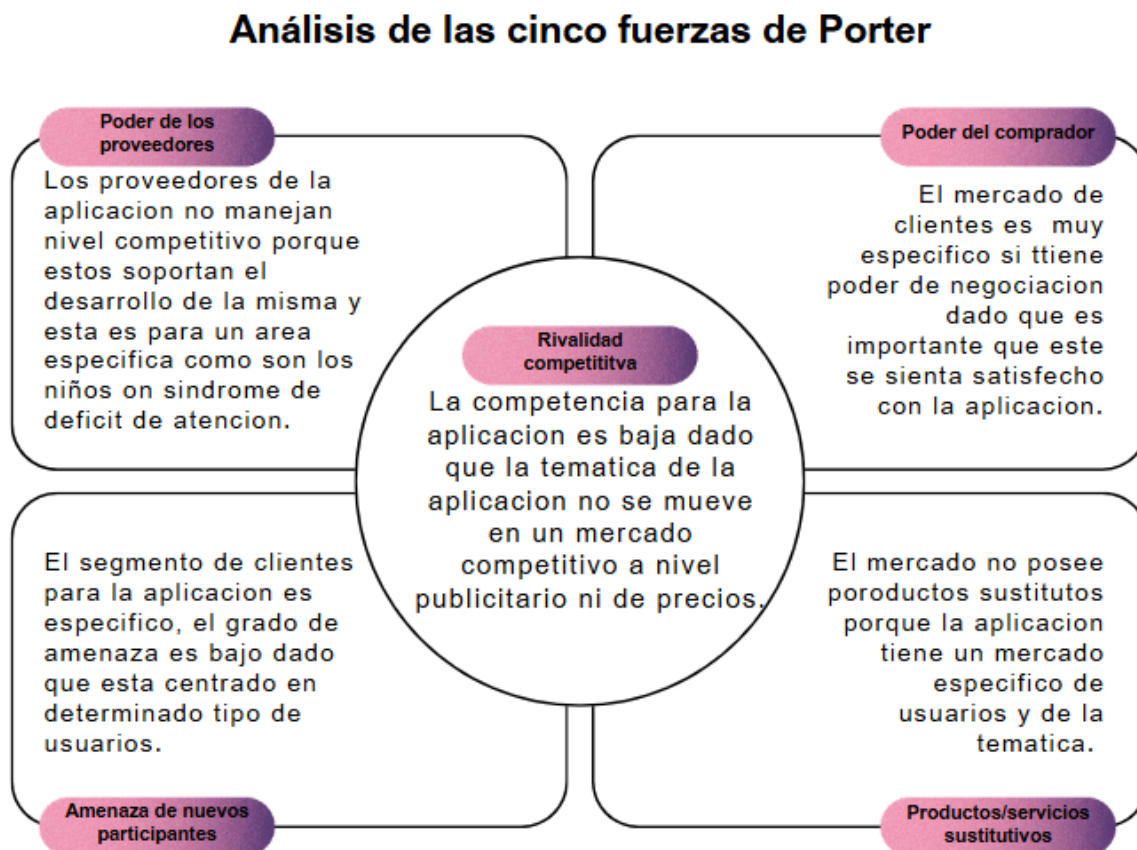 Análisis de las cinco fuerzas de Porter
Poder de los
proveedores
Los proveedores de la
aplicacion no manejan
nivel competitivo porque
estos soportan el
desarrollo de la misma y
esta es para un area
especifica como son los
niños on sindrome de
deficit de atencion.
Poder del comprador
El mercado de
clientes es muy
especifico si ttiene
poder de negociacion
dado que es
importante que este
se sienta satisfecho
con la aplicacion.
Rivalidad
competititva
La competencia para la
aplicacion es baja dado
que la tematica de la
aplicacion no se mueve
en un mercado
competitivo a nivel
publicitario ni de precios.
El segmento de clientes
para la aplicacion es
especifico, el grado de
amenaza es bajo dado
que esta centrado en
determinado tipo de
usuarios.
Amenaza de nuevos
participantes
El mercado no posee
poroductos sustitutos
porque la aplicacion
tiene un mercado
especifico de
usuarios y de la
tematica.
Productos/servicios
sustitutivos